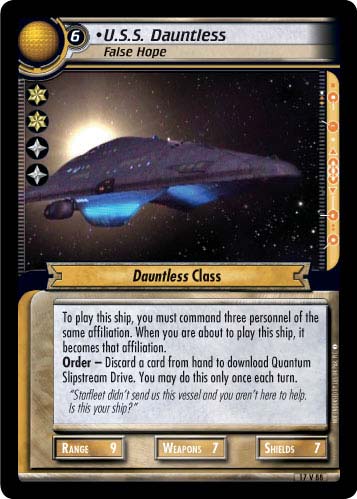 6 •U.S.S. Dauntless
False Hope
Dauntless Class
To play this ship, you must command three personnel of the
same affiliation. When you are about to play this ship, it
becomes that affiliation.
Order – Discard a card from hand to download Quantum
Slipstream Drive. You may do this only once each turn.
"Starfleet didn't send us this vessel and you aren't here to help.
Is this your ship?"
RANGE 9 WEAPONS 7 SHIELDS 7
17 V 88